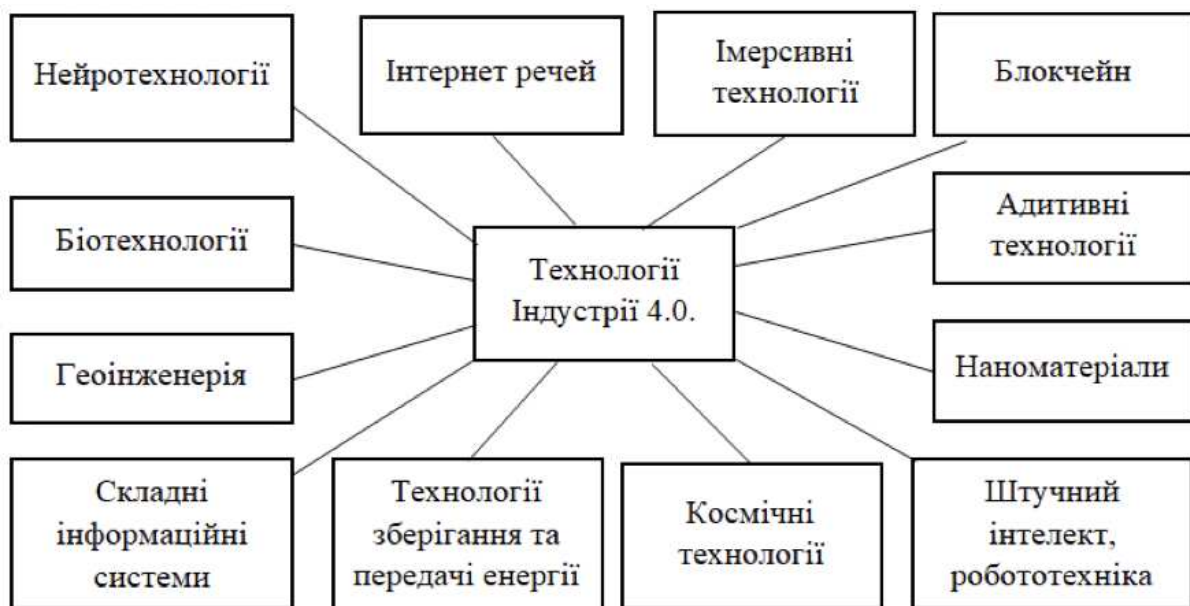 Нейротехнології
Інтернет речей
Імерсивні
технології
Блокчейн
Біотехнології
Адитивні
технології
Технології
Індустрії 4.0.
Геоінженерія
Наноматеріали
Складні
інформаційні
системи
Технології
зберігання та
передачі енергії
Космічні
технології
Штучний
інтелект,
робототехніка